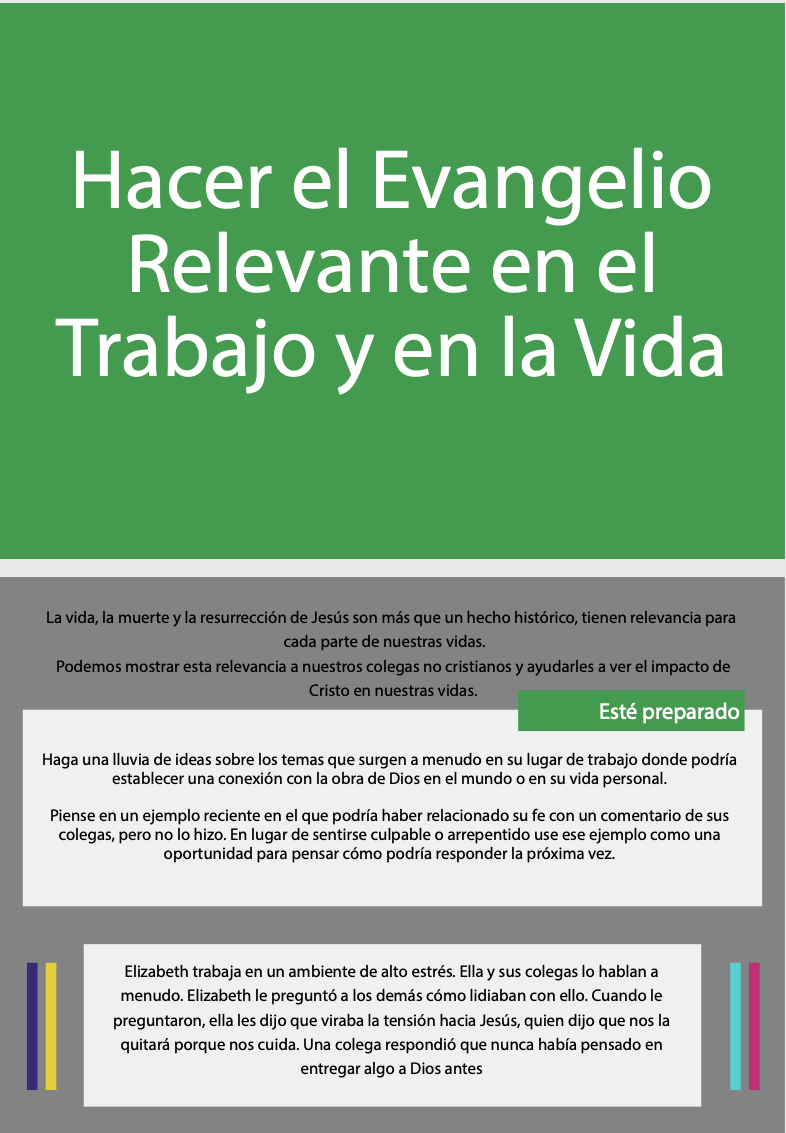 Hacer el Evangelio
Relevante en el
Trabajo y en la Vida
La vida, la muerte y la resurrección de Jesús son más que un hecho histórico, tienen relevancia para
cada parte de nuestras vidas.
Podemos mostrar esta relevancia a nuestros colegas no cristianos y ayudarles a ver el impacto de
Cristo en nuestras vidas.
Esté preparado
Haga una lluvia de ideas sobre los temas que surgen a menudo en su lugar de trabajo donde podría
establecer una conexión con la obra de Dios en el mundo o en su vida personal.
Piense en un ejemplo reciente en el que podría haber relacionado su fe con un comentario de sus
colegas, pero no lo hizo. En lugar de sentirse culpable o arrepentido use ese ejemplo como una
oportunidad para pensar cómo podría responder la próxima vez.
Elizabeth trabaja en un ambiente de alto estrés. Ella y sus colegas lo hablan a
menudo. Elizabeth le preguntó a los demás cómo lidiaban con ello. Cuando le
preguntaron, ella les dijo que viraba la tensión hacia Jesús, quien dijo que nos la
quitará porque nos cuida. Una colega respondió que nunca había pensado en
entregar algo a Dios antes